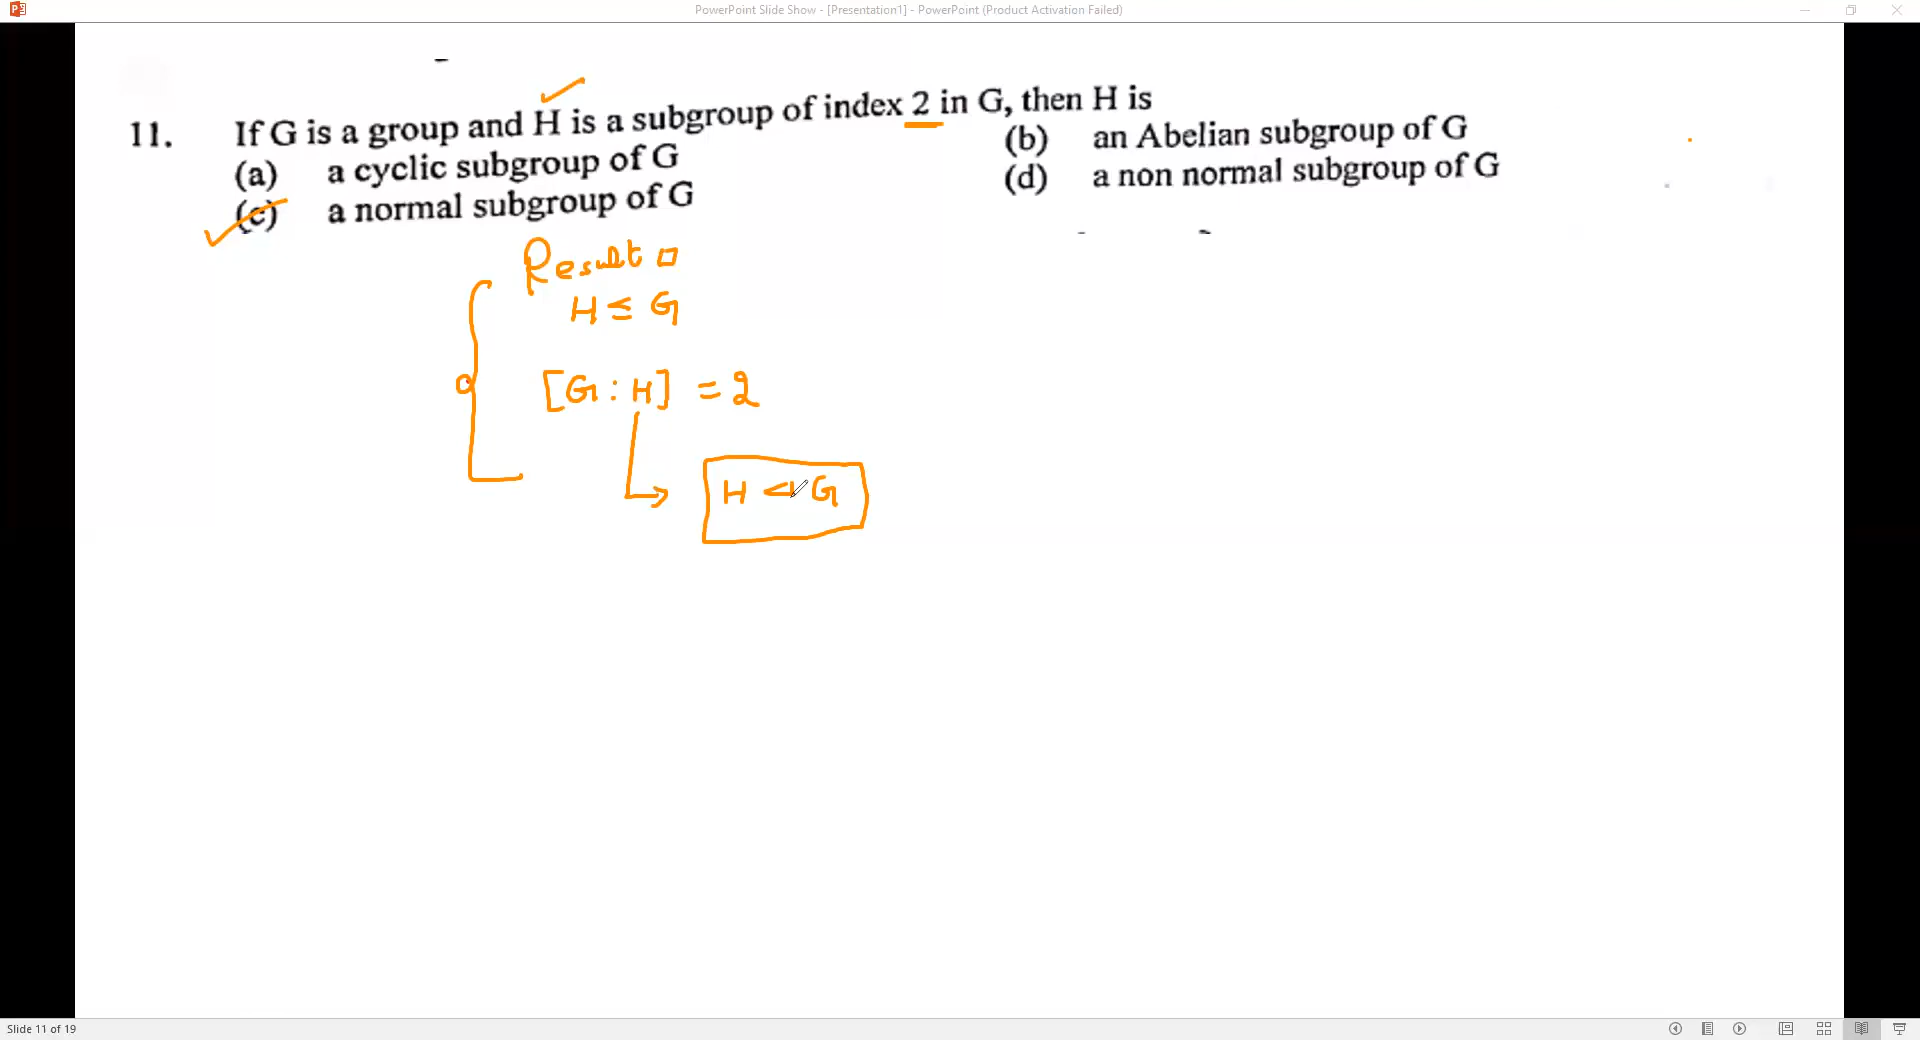 PowerPoint Slide Show - [Presentation1] - PowerPoint (Product Activation Failed)
11. If G is a group and H is a subgroup of index 2 in G, then H is
(a) a cyclic subgroup of G (b) an Abelian subgroup of G
(c) a normal subgroup of G (d) a non normal subgroup of G
Result
H ≤ G
[G : H] = 2
H ⊲ G
Slide 11 of 19